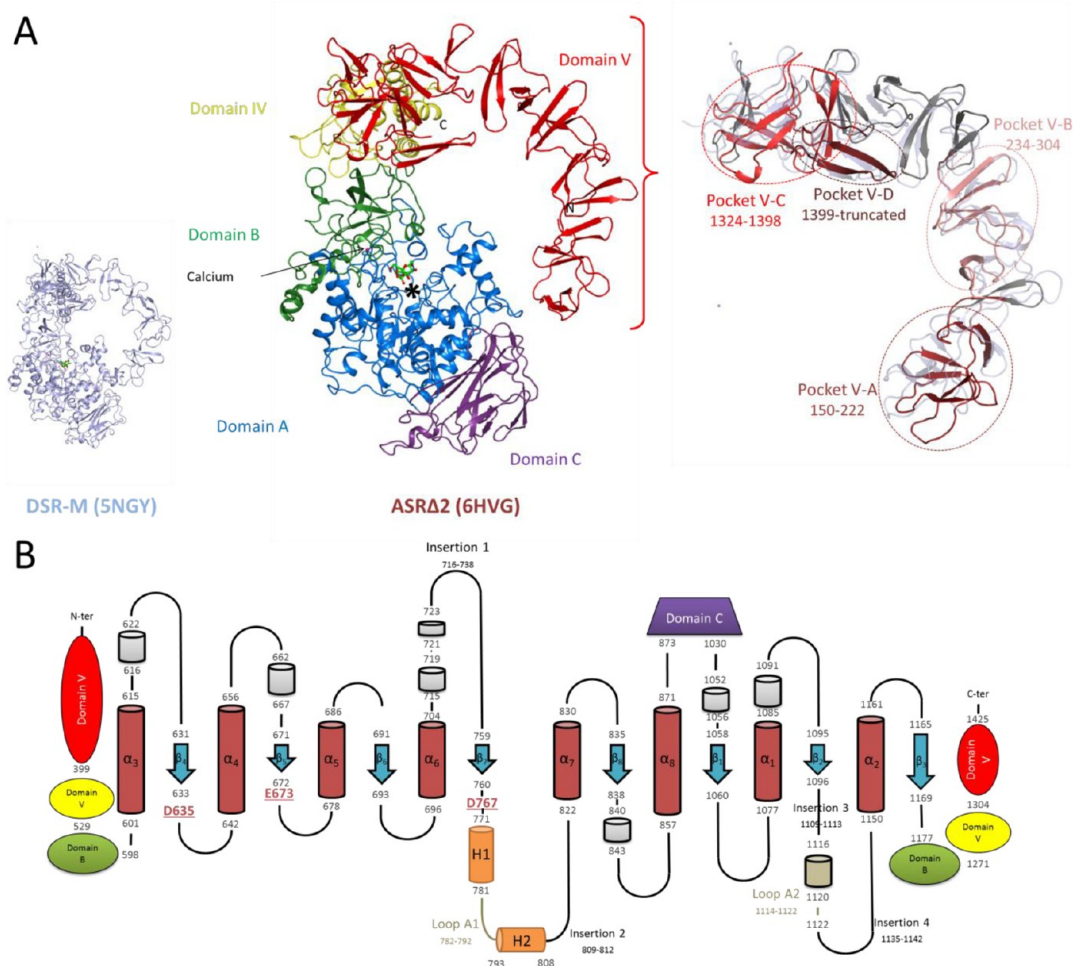 A
Domain IV
C
Domain V
N
Domain B
Calcium
*
Domain A
Domain C
DSR-M (5NGY)
ASRΔ2 (6HVG)
Pocket V-B
234-304
Pocket V-C
1324-1398
Pocket V-D
1399-truncated
Pocket V-A
150-222
B
Insertion 1
716-738
N-ter
Domain V
399
Domain
V
529
Domain
B
622
616
615
α3
601
598
631
β4
633
D635
656
α4
642
662
667
671
β5
672
E673
686
α5
678
691
β6
693
723
721
719
715
704
α6
696
759
β7
760
D767
771
H1
781
Loop A1
782-792
H2
793
808
Insertion 2
809-812
830
α7
822
835
β8
838
840
843
Domain C
873
871
α8
857
1030
1052
1056
1058
β1
1060
1091
1085
α1
1077
1095
β2
1096
Insertion 3
1109-1113
1116
1120
1122
Loop A2
1114-1122
Insertion 4
1135-1142
1161
α2
1150
1165
β3
1169
1177
Domain
B
C-ter
1425
Domain
V
1304
Domain
V
1271